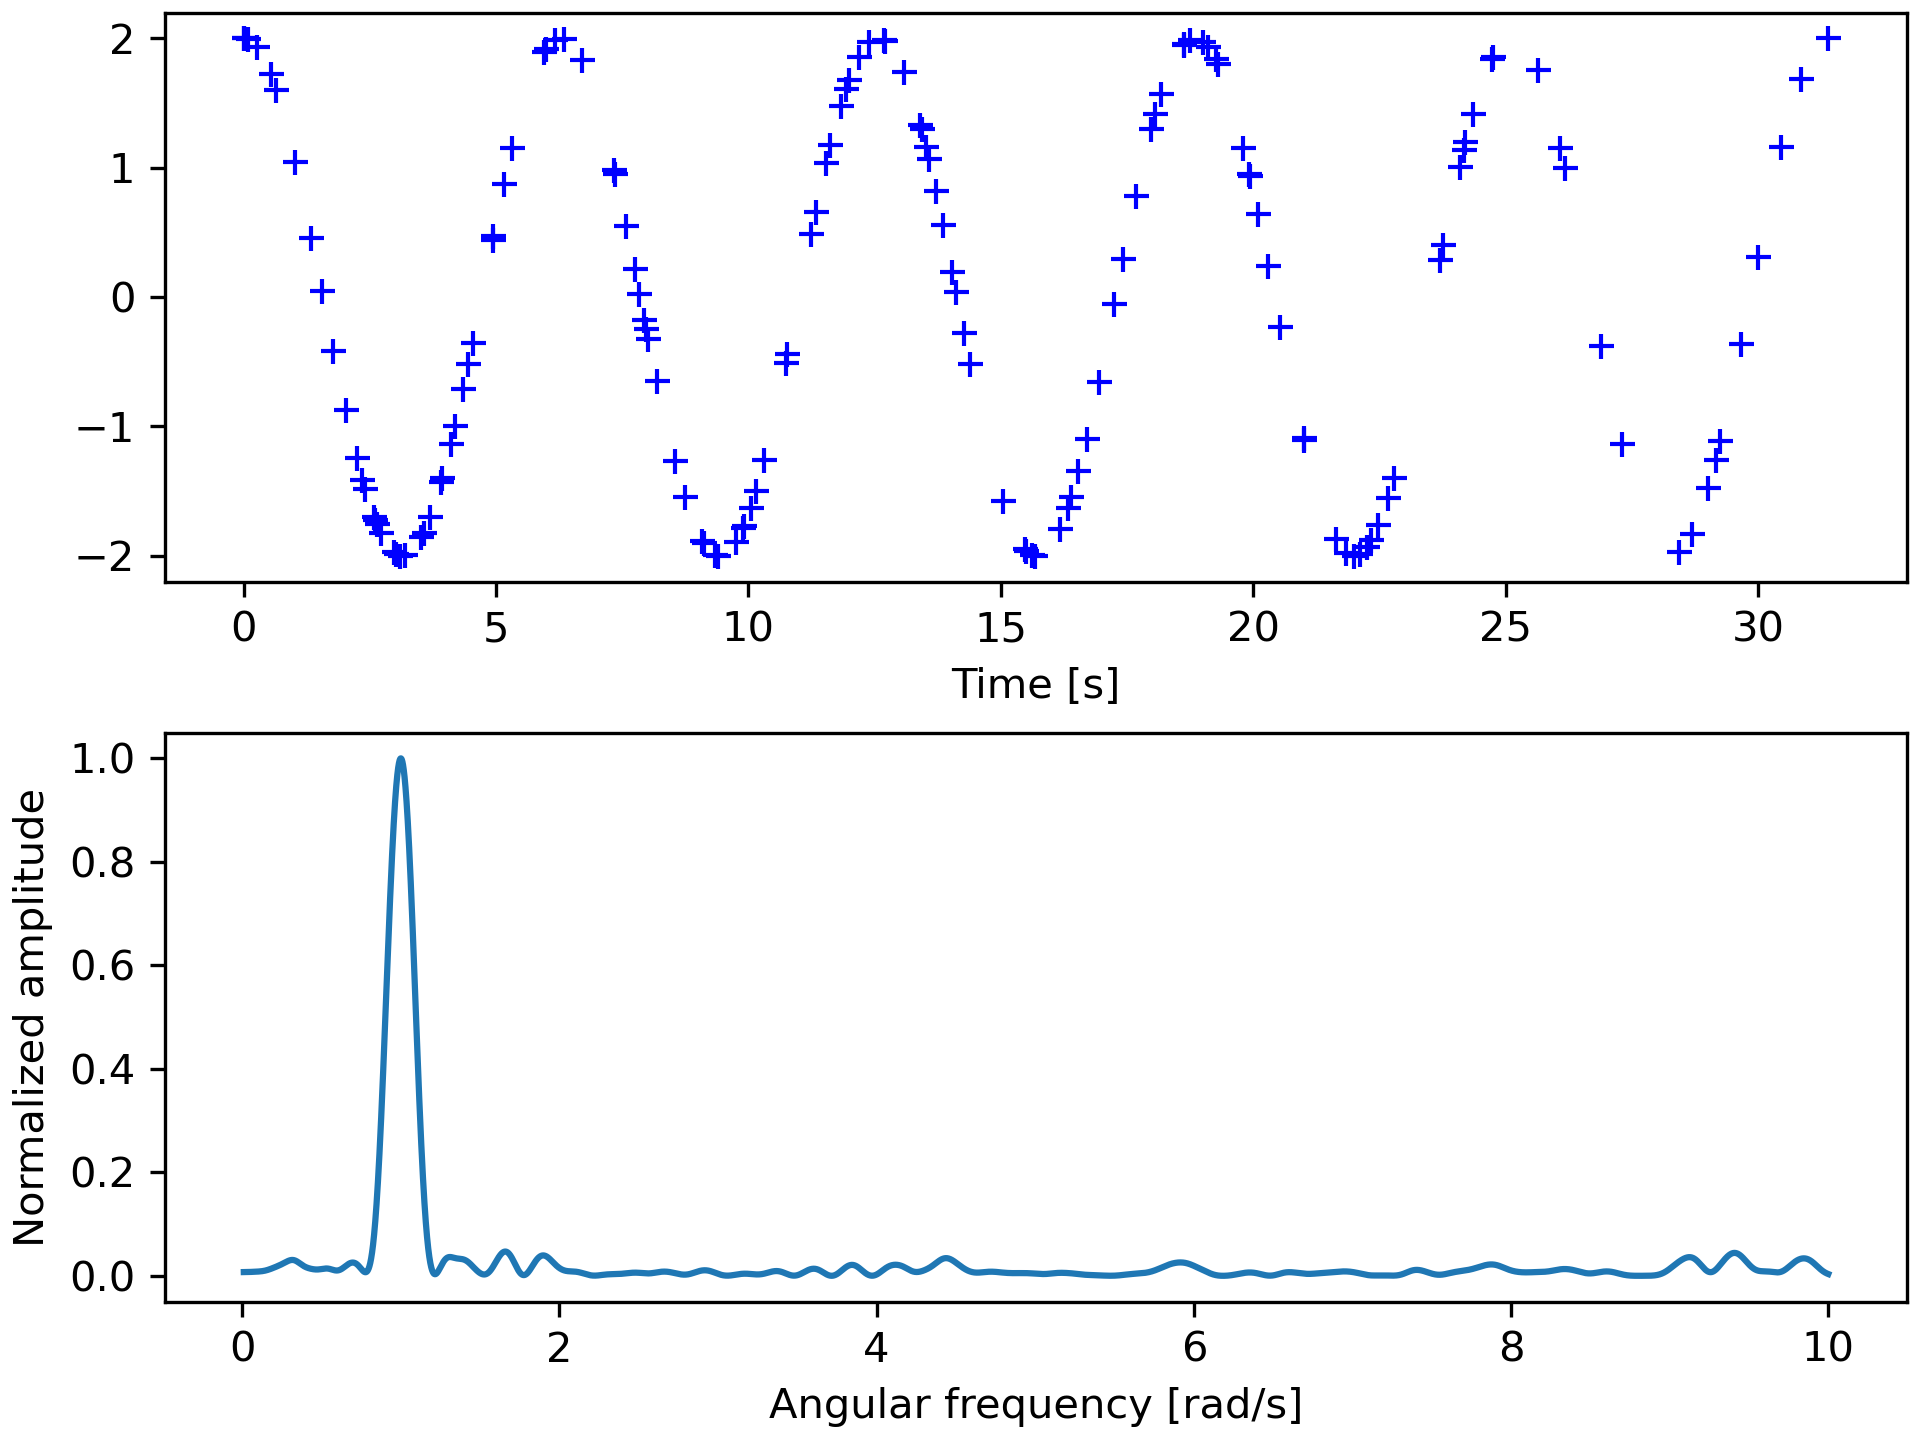 2
1
0
−1
−2
0 5 10 15 20 25 30
Time [s]
Normalized amplitude
1.0
0.8
0.6
0.4
0.2
0.0
0 2 4 6 8 10
Angular frequency [rad/s]